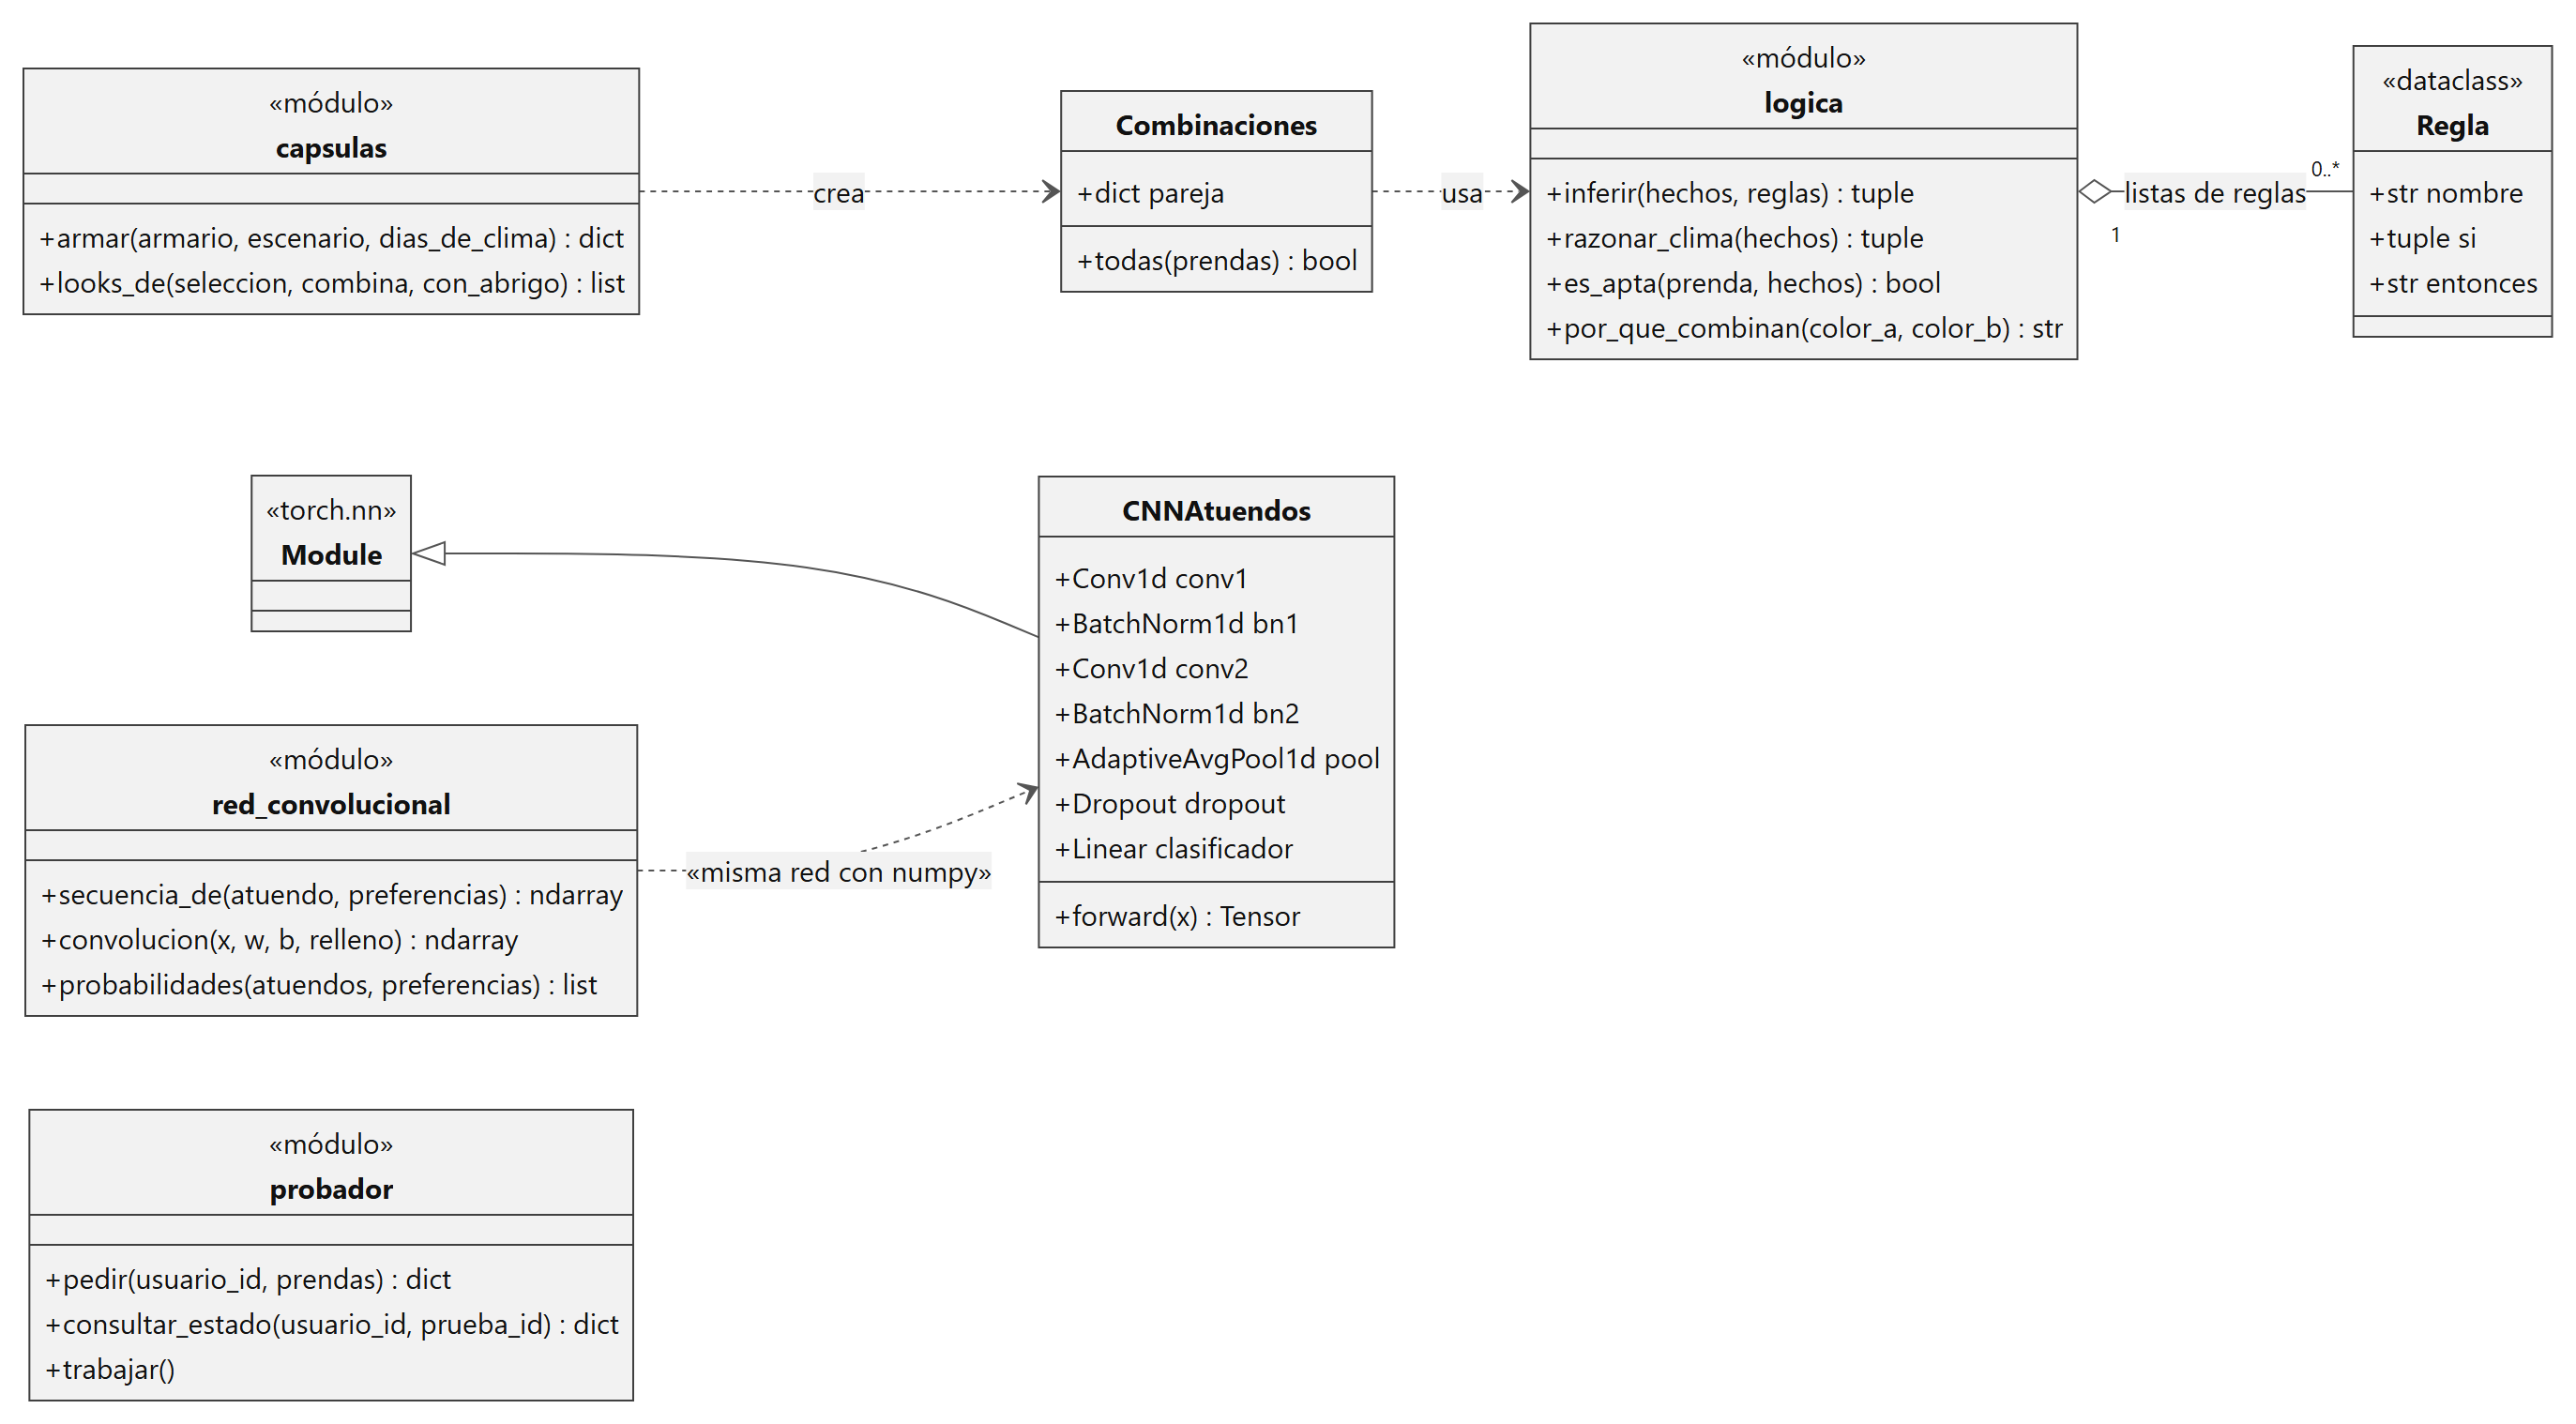 «módulo»
capsulas
+armar(armario, escenario, dias_de_clima) : dict
+looks_de(seleccion, combina, con_abrigo) : list
crea
Combinaciones
+dict pareja
+todas(prendas) : bool
usa
«módulo»
logica
+inferir(hechos, reglas) : tuple
+razonar_clima(hechos) : tuple
+es_apta(prenda, hechos) : bool
+por_que_combinan(color_a, color_b) : str
listas de reglas
0..*
1
«dataclass»
Regla
+str nombre
+tuple si
+str entonces
«torch.nn»
Module
CNNAtuendos
+Conv1d conv1
+BatchNorm1d bn1
+Conv1d conv2
+BatchNorm1d bn2
+AdaptiveAvgPool1d pool
+Dropout dropout
+Linear clasificador
+forward(x) : Tensor
«módulo»
red_convolucional
+secuencia_de(atuendo, preferencias) : ndarray
+convolucion(x, w, b, relleno) : ndarray
+probabilidades(atuendos, preferencias) : list
«misma red con numpy»
«módulo»
probador
+pedir(usuario_id, prendas) : dict
+consultar_estado(usuario_id, prueba_id) : dict
+trabajar()